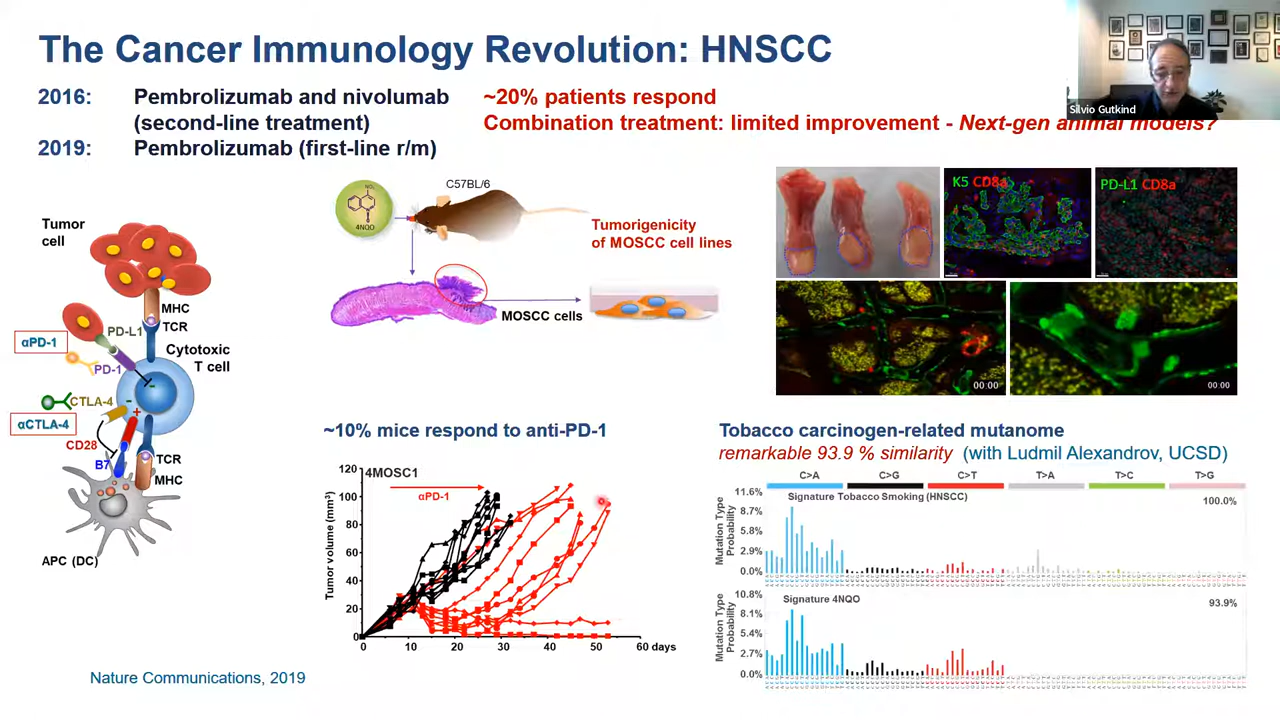 The Cancer Immunology Revolution: HNSCC
Silvio Gutkind
2016: Pembrolizumab and nivolumab ~20% patients respond
(second-line treatment) Combination treatment: limited improvement - Next-gen animal models?
2019: Pembrolizumab (first-line r/m)
Tumor
cell
MHC
TCR
PD-L1
αPD-1
Cytotoxic
T cell
PD-1
CTLA-4
αCTLA-4
CD28
B7
TCR
MHC
APC (DC)
C57BL/6
NO₂
4NQO
Tumorigenicity
of MOSCC cell lines
MOSCC cells
K5 CD8a
PD-L1 CD8a
00:00
00:00
~10% mice respond to anti-PD-1
4MOSC1
αPD-1
Tumor volume (mm³)
120
100
80
60
40
20
0
0 10 20 30 40 50 60 days
Tobacco carcinogen-related mutanome
remarkable 93.9 % similarity (with Ludmil Alexandrov, UCSD)
C>A C>G C>T T>A T>C T>G
Signature Tobacco Smoking (HNSCC)
100.0%
Mutation Type
Probability
11.6%
8.7%
5.8%
2.9%
0.0%
Signature 4NQO
93.9%
Mutation Type
Probability
10.8%
8.1%
5.4%
2.7%
0.0%
Nature Communications, 2019